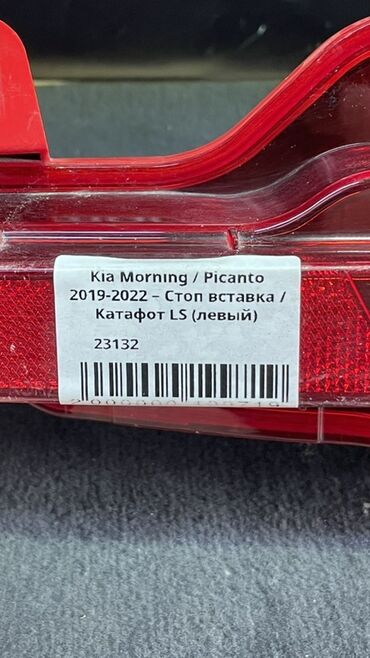 Kia Morning / Picanto
2019-2022 – Стоп вставка /
Катафот LS (левый)
23132